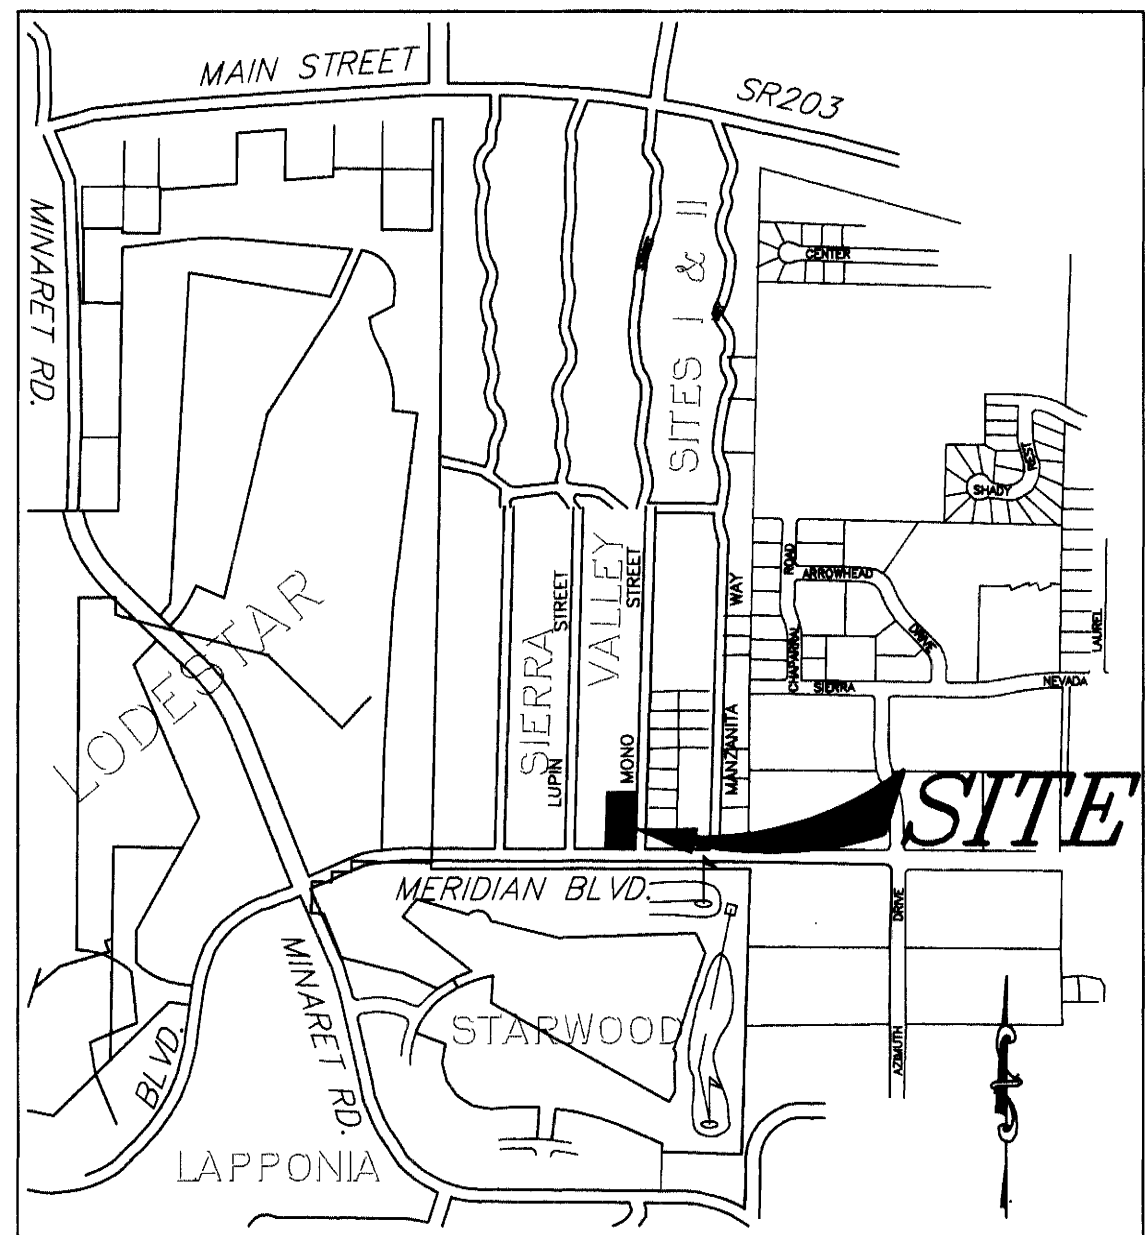 MAIN STREET
SR203
MINARET RD.
SITES I & II
CENTER
SHADY
REST
LODESTAR
SIERRA
VALLEY
LUPIN STREET
MONO STREET
MANZANITA WAY
CHAPARRAL ROAD
ARROWHEAD
DRIVE
SIERRA
NEVADA
LAUREL
SITE
MERIDIAN BLVD.
MINARET RD.
BLVD.
STARWOOD
LAPPONIA
AZIMUTH DRIVE